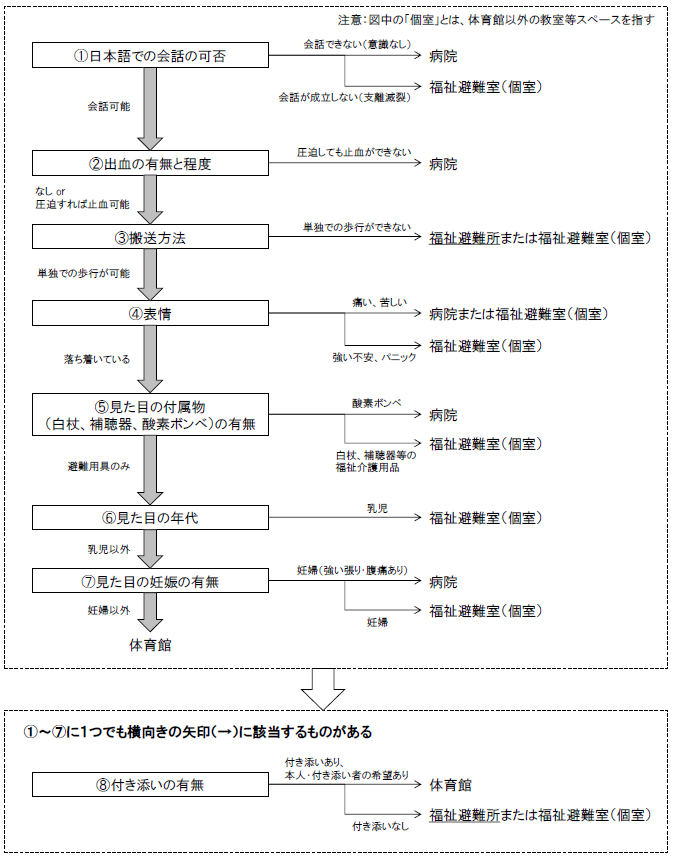 注意：図中の「個室」とは、体育館以外の教室等スペースを指す
①日本語での会話の可否
会話できない（意識なし）
病院
会話が成立しない（支離滅裂）
福祉避難室（個室）
会話可能
②出血の有無と程度
圧迫しても止血ができない
病院
なし or
圧迫すれば止血可能
③搬送方法
単独での歩行ができない
福祉避難所または福祉避難室（個室）
単独での歩行が可能
④表情
痛い、苦しい
病院または福祉避難室（個室）
強い不安、パニック
福祉避難室（個室）
落ち着いている
⑤見た目の付属物
（白杖、補聴器、酸素ボンベ）の有無
酸素ボンベ
病院
白杖、補聴器等の
福祉介護用品
福祉避難室（個室）
避難用具のみ
⑥見た目の年代
乳児
福祉避難室（個室）
乳児以外
⑦見た目の妊娠の有無
妊婦（強い張り・腹痛あり）
病院
妊婦
福祉避難室（個室）
妊婦以外
体育館
①～⑦に１つでも横向きの矢印（→）に該当するものがある
⑧付き添いの有無
付き添いあり、
本人・付き添い者の希望あり
体育館
付き添いなし
福祉避難所または福祉避難室（個室）